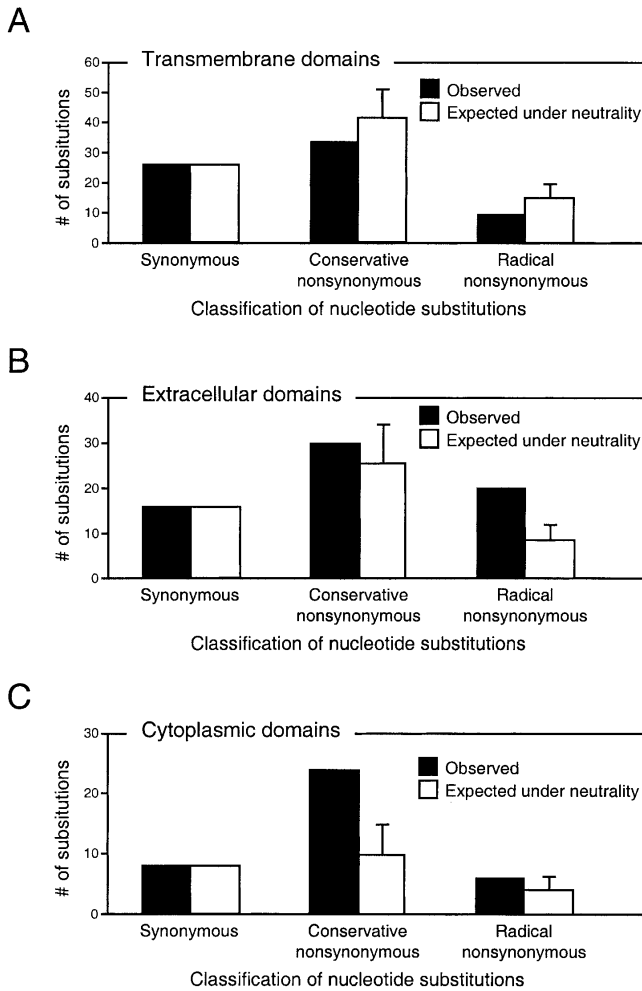 A
Transmembrane domains
# of subsitutions
60
50
40
30
20
10
0
Observed
Expected under neutrality
Synonymous
Conservative
nonsynonymous
Radical
nonsynonymous
Classification of nucleotide substitutions
B
Extracellular domains
# of subsitutions
40
30
20
10
0
Observed
Expected under neutrality
Synonymous
Conservative
nonsynonymous
Radical
nonsynonymous
Classification of nucleotide substitutions
C
Cytoplasmic domains
# of subsitutions
30
20
10
0
Observed
Expected under neutrality
Synonymous
Conservative
nonsynonymous
Radical
nonsynonymous
Classification of nucleotide substitutions